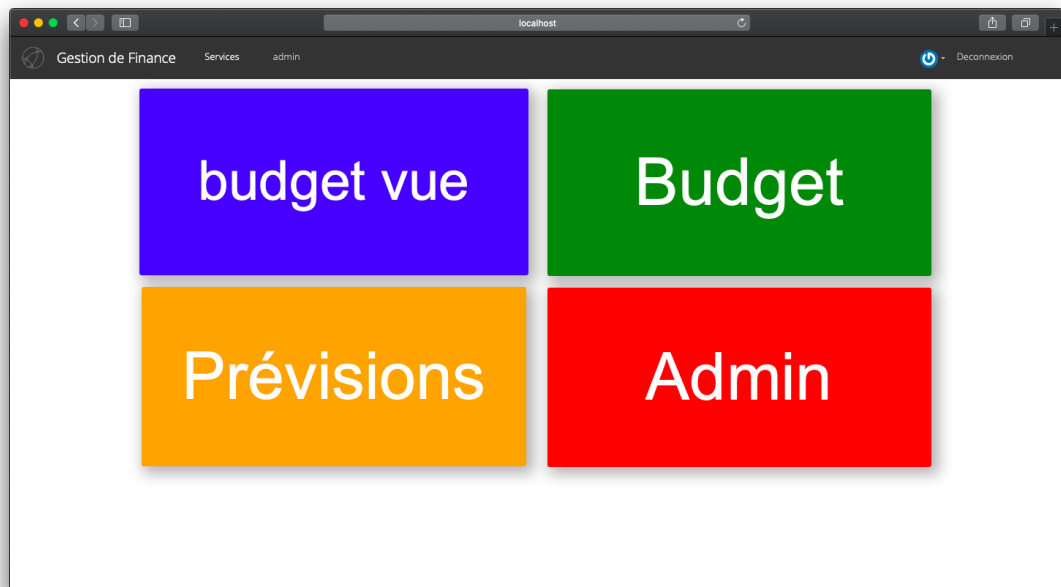 localhost
Gestion de Finance Services admin Deconnexion
budget vue Budget
Prévisions Admin